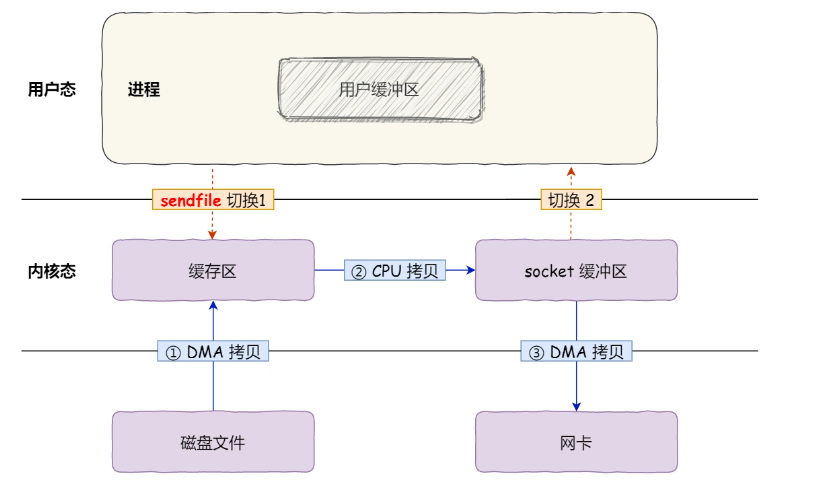 用户态
进程
用户缓冲区
sendfile 切换1
切换 2
内核态
缓存区
② CPU 拷贝
socket 缓冲区
① DMA 拷贝
③ DMA 拷贝
磁盘文件
网卡